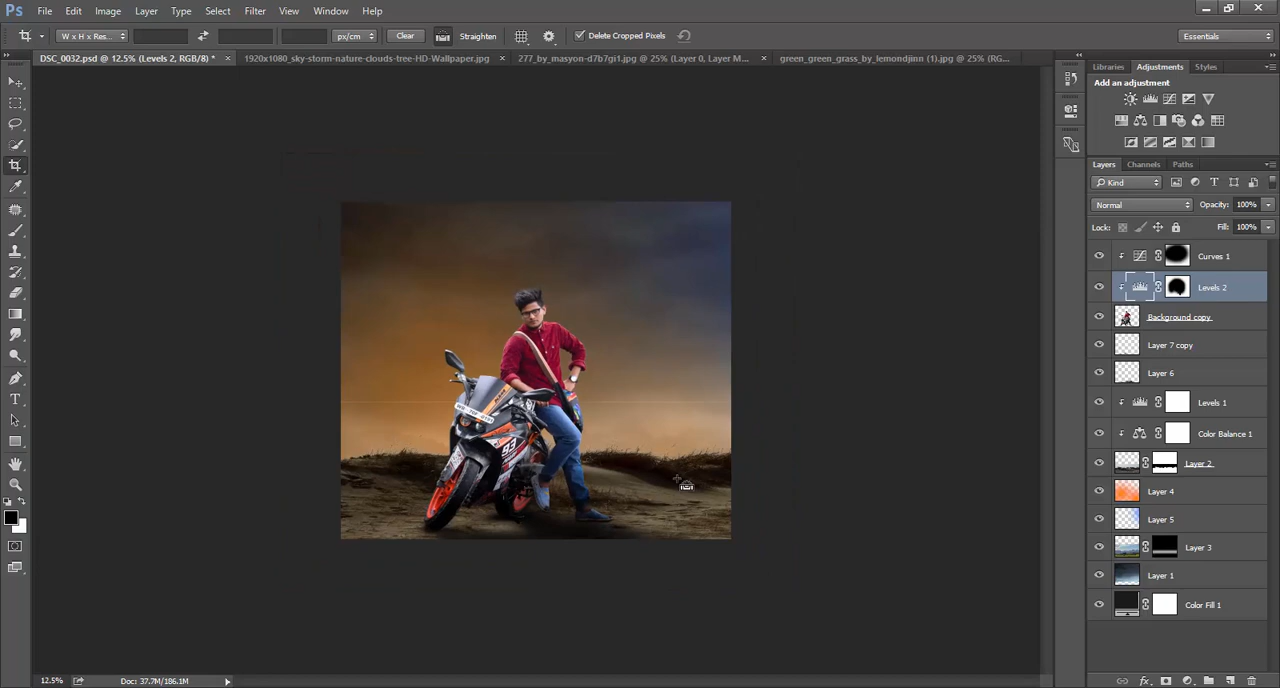 Ps File Edit Image Layer Type Select Filter View Window Help
W x H x Res... px/cm Clear Straighten Delete Cropped Pixels Essentials
DSC_0032.psd @ 12.5% (Levels 2, RGB/8) * × 1920x1080_sky-storm-nature-clouds-tree-HD-Wallpaper.png × 277_by_masyon-d7b7gi1.jpg @ 25% (Layer 0, Layer M... × green_green_grass_by_lemondjinn (1).jpg @ 25% (RG...
Libraries Adjustments Styles
Add an adjustment
Layers Channels Paths
Kind
Normal Opacity: 100%
Lock: Fill: 100%
Curves 1
Levels 2
Background copy
Layer 7 copy
Layer 6
Levels 1
Color Balance 1
Layer 2
Layer 4
Layer 5
Layer 3
Layer 1
Color Fill 1
93
12.5% Doc: 37.7M/186.1M